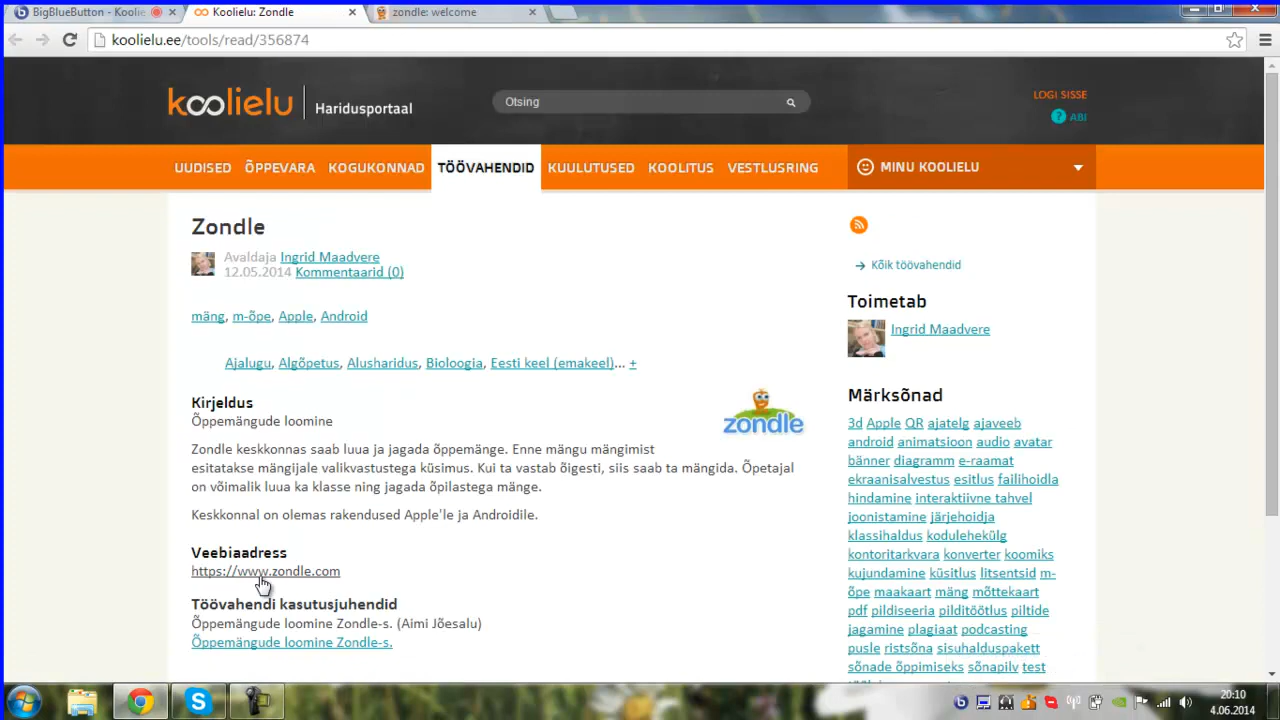 BigBlueButton - Koolie
Koolielu: Zondle
zondle: welcome
koolielu.ee/tools/read/356874
koolielu Haridusportaal
Otsing
LOGI SISSE
? ABI
UUDISED ÕPPEVARA KOGUKONNAD TÖÖVAHENDID KUULUTUSED KOOLITUS VESTLUSRING MINU KOOLIELU
Zondle
Avaldaja Ingrid Maadvere
12.05.2014 Kommentaarid (0)
mäng, m-õpe, Apple, Android
Ajalugu, Algõpetus, Alusharidus, Bioloogia, Eesti keel (emakeel)... +
Kirjeldus
Õppemängude loomine
zondle
Zondle keskkonnas saab luua ja jagada õppemänge. Enne mängu mängimist
esitatakse mängijale valikvastustega küsimus. Kui ta vastab õigesti, siis saab ta mängida. Õpetajal
on võimalik luua ka klasse ning jagada õpilastega mänge.
Keskkonnal on olemas rakendused Apple'le ja Androidile.
Veebiaadress
https://www.zondle.com
Töövahendi kasutusjuhendid
Õppemängude loomine Zondle-s. (Aimi Jõesalu)
Õppemängude loomine Zondle-s.
→ Kõik töövahendid
Toimetab
Ingrid Maadvere
Märksõnad
3d Apple QR ajatelg ajaveeb
android animatsioon audio avatar
bänner diagramm e-raamat
ekraanisalvestus esitlus failihoidla
hindamine interaktiivne tahvel
joonistamine järjehoidja
klassihaldus kodulehekülg
kontoritarkvara konverter koomiks
kujundamine küsitlus litsentsid m-
õpe maakaart mäng mõttekaart
pdf pildiseeria pilditöötlus piltide
jagamine plagiaat podcasting
pusle ristsõna sisuhalduspakett
sõnade õppimiseks sõnapilv test
20:10
4.06.2014